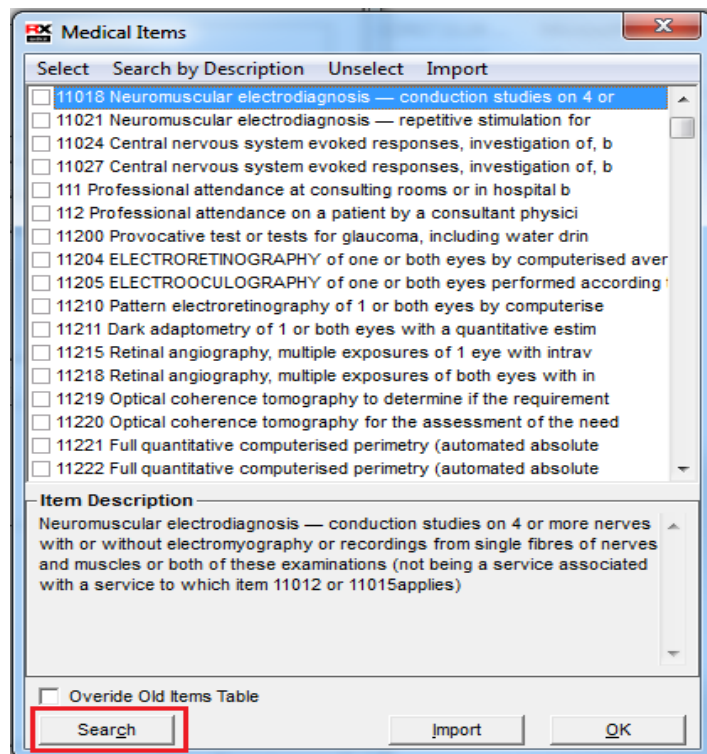 RX
Medical Items
X
Select Search by Description Unselect Import
11018 Neuromuscular electrodiagnosis — conduction studies on 4 or
11021 Neuromuscular electrodiagnosis — repetitive stimulation for
11024 Central nervous system evoked responses, investigation of, b
11027 Central nervous system evoked responses, investigation of, b
111 Professional attendance at consulting rooms or in hospital b
112 Professional attendance on a patient by a consultant physici
11200 Provocative test or tests for glaucoma, including water drin
11204 ELECTRORETINOGRAPHY of one or both eyes by computerised aver
11205 ELECTROOCULOGRAPHY of one or both eyes performed according
11210 Pattern electroretinography of 1 or both eyes by computerise
11211 Dark adaptometry of 1 or both eyes with a quantitative estim
11215 Retinal angiography, multiple exposures of 1 eye with intrav
11218 Retinal angiography, multiple exposures of both eyes with in
11219 Optical coherence tomography to determine if the requirement
11220 Optical coherence tomography for the assessment of the need
11221 Full quantitative computerised perimetry (automated absolute
11222 Full quantitative computerised perimetry (automated absolute
Item Description
Neuromuscular electrodiagnosis — conduction studies on 4 or more nerves
with or without electromyography or recordings from single fibres of nerves
and muscles or both of these examinations (not being a service associated
with a service to which item 11012 or 11015applies)
Overide Old Items Table
Search Import OK